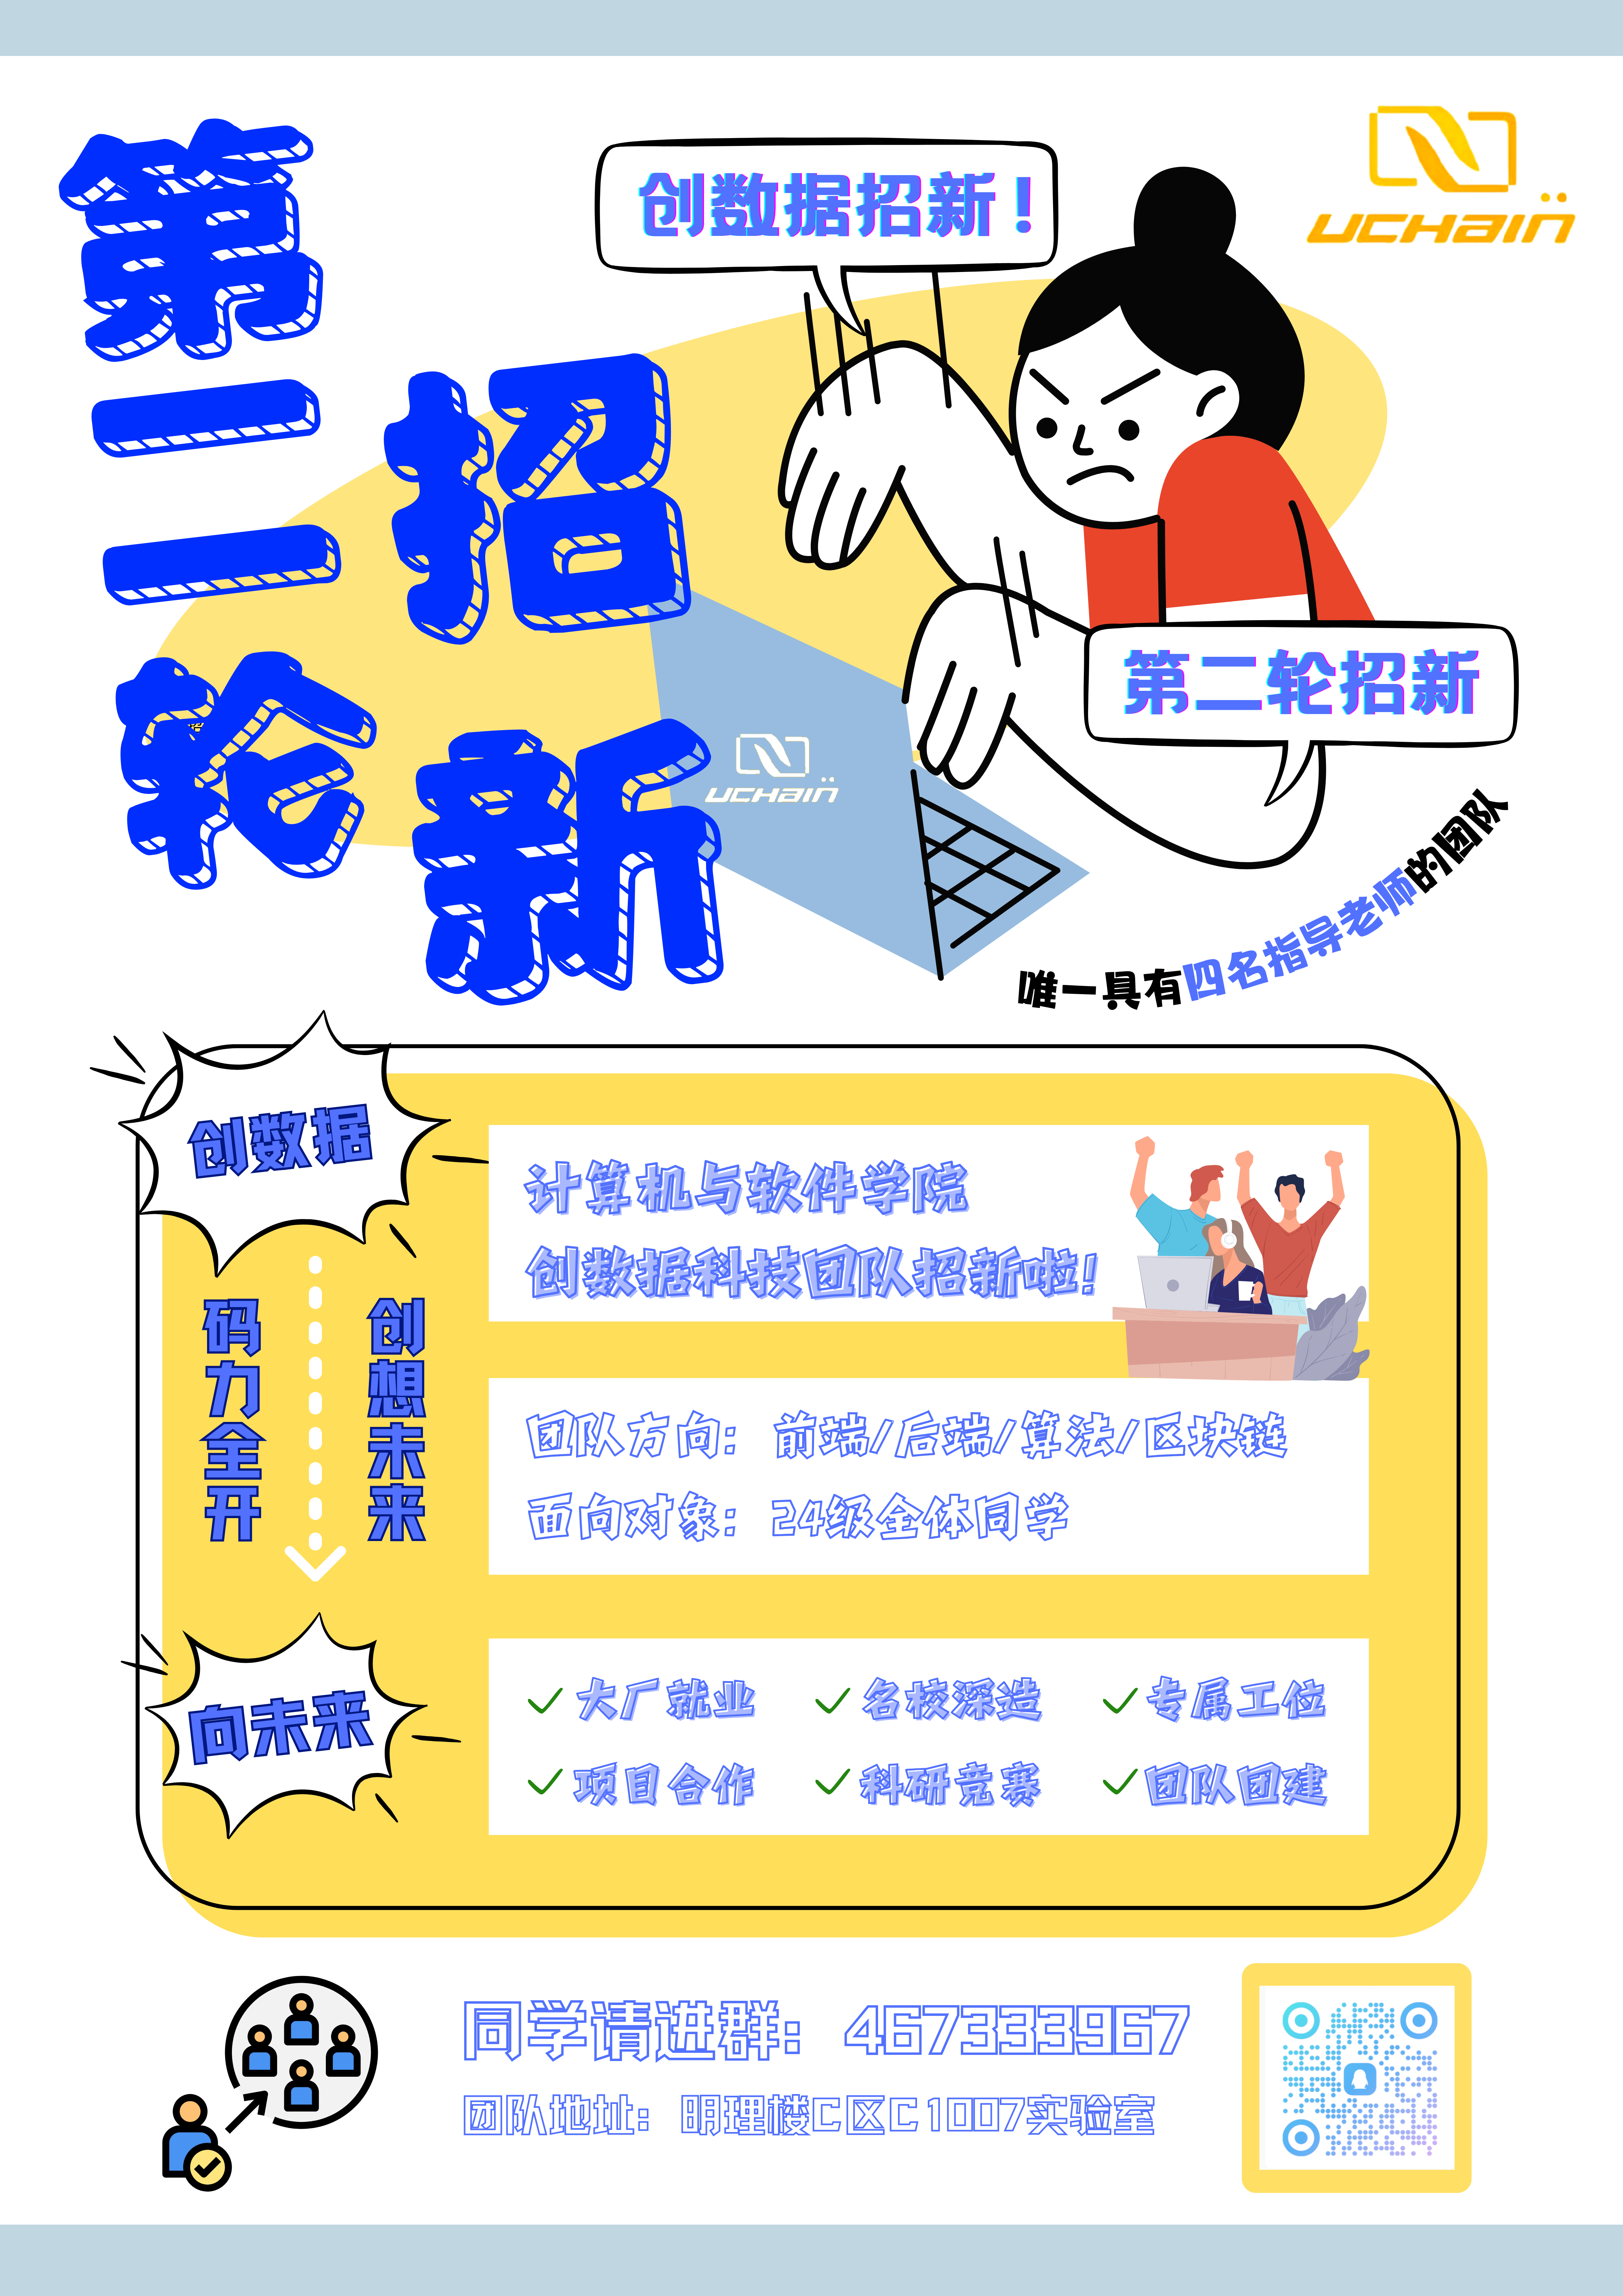 第二轮
招新
创数据招新！
UCHAIN
第二轮招新
UCHAIN
唯一具有四名指导老师的团队
创数据
创想未来
码力全开
向未来
计算机与软件学院
创数据科技团队招新啦！
团队方向：前端/后端/算法/区块链
面向对象：24级全体同学
大厂就业
名校深造
专属工位
项目合作
科研竞赛
团队团建
同学请进群：467333967
团队地址：明理楼C区C1007实验室